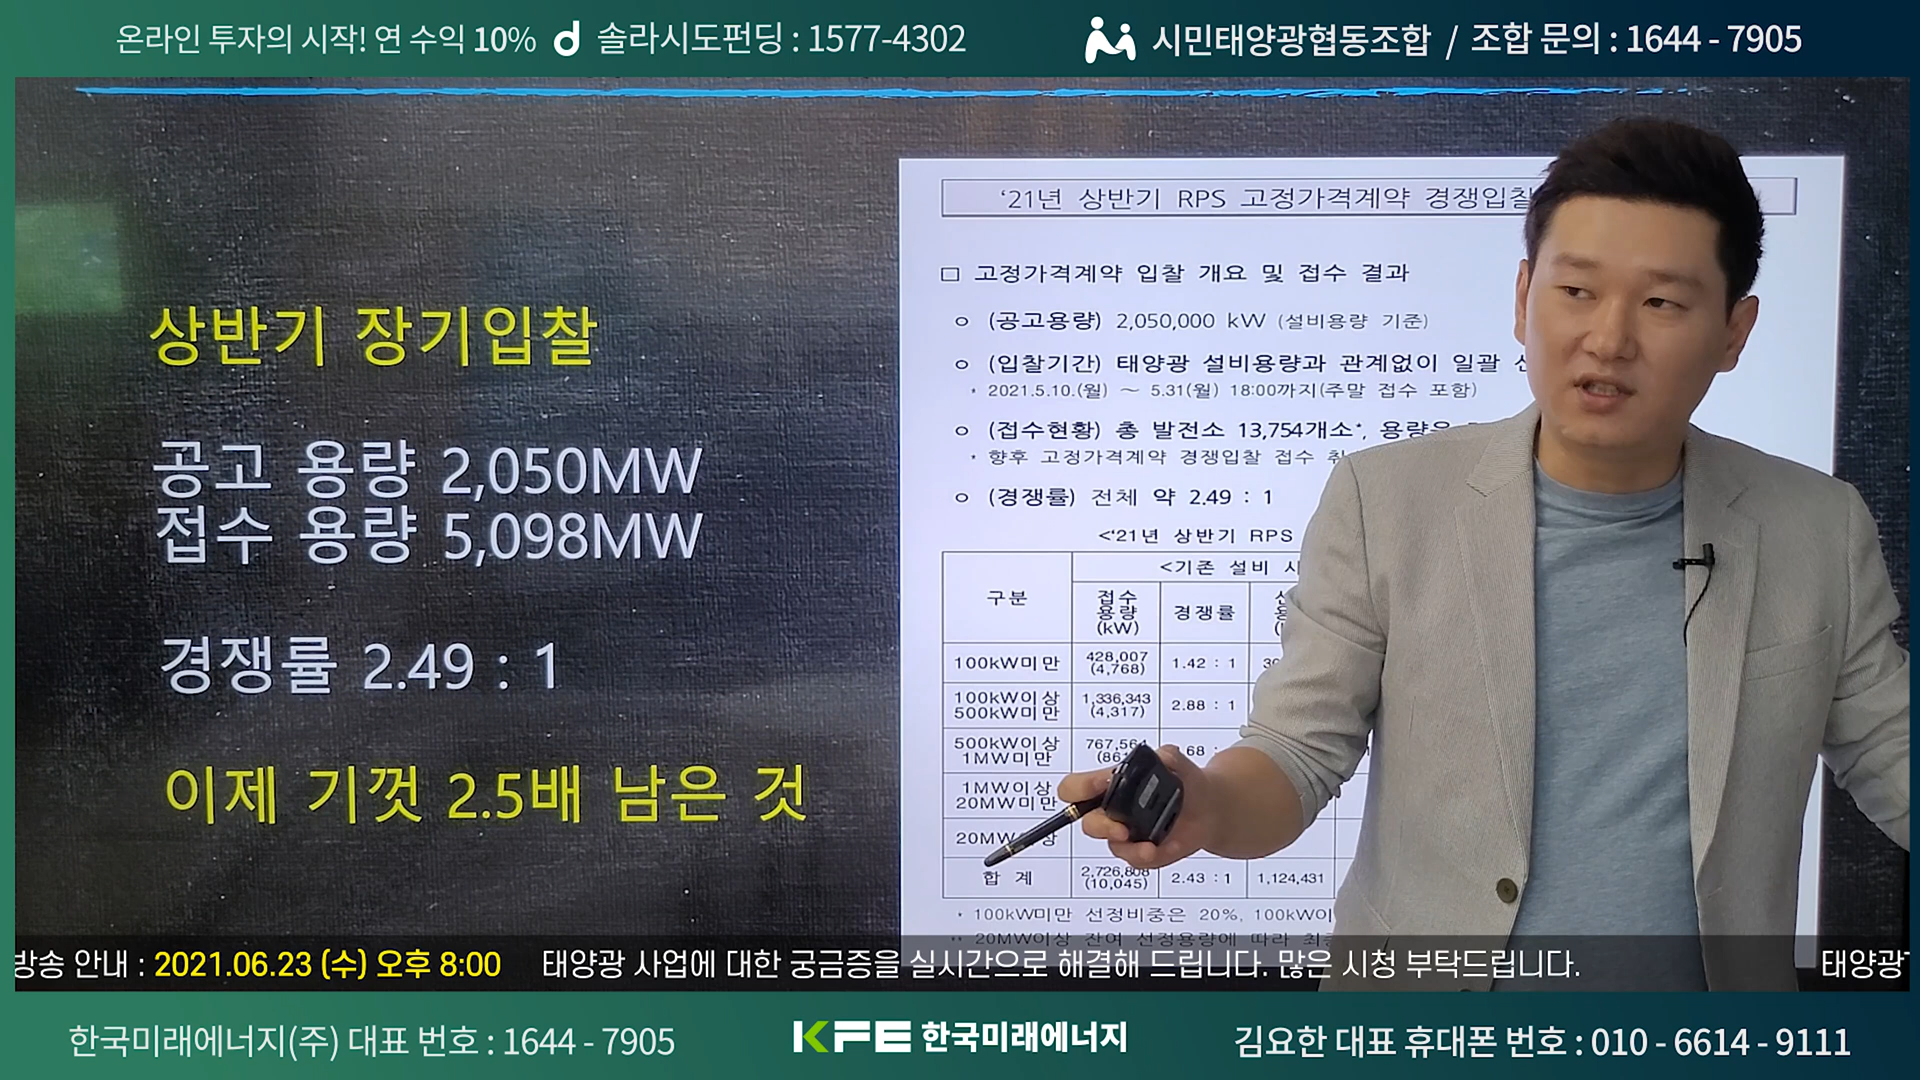 온라인 투자의 시작! 연 수익 10% 솔라시도펀딩 : 1577-4302
시민태양광협동조합 / 조합 문의 : 1644 - 7905
상반기 장기입찰
공고 용량 2,050MW
접수 용량 5,098MW
경쟁률 2.49 : 1
이제 기껏 2.5배 남은 것
‘21년 상반기 RPS 고정가격계약 경쟁입찰
□ 고정가격계약 입찰 개요 및 접수 결과
ㅇ (공고용량) 2,050,000 kW (설비용량 기준)
ㅇ (입찰기간) 태양광 설비용량과 관계없이 일괄
* 2021.5.10.(월) ~ 5.31(월) 18:00까지(주말 접수 포함)
ㅇ (접수현황) 총 발전소 13,754개소*, 용량은
* 향후 고정가격계약 경쟁입찰 접수
ㅇ (경쟁률) 전체 약 2.49 : 1
<‘21년 상반기 RPS
<기존 설비
구분
접수
용량
(kW)
경쟁률
100kW미만 428,007 (4,768) 1.42 : 1
100kW이상 500kW미만 1,336,343 (4,317) 2.88 : 1
500kW이상 1MW미만
1MW이상 20MW미만
합 계 2,726,808 (10,045) 2.43 : 1 1,124,431
* 100kW미만 선정비중은 20%,
** 20MW이상 잔여 선정용량에 따라
방송 안내 : 2021.06.23 (수) 오후 8:00 태양광 사업에 대한 궁금증을 실시간으로 해결해 드립니다. 많은 시청 부탁드립니다. 태양광
한국미래에너지(주) 대표 번호 : 1644 - 7905
KFE 한국미래에너지
김요한 대표 휴대폰 번호 : 010 - 6614 - 9111